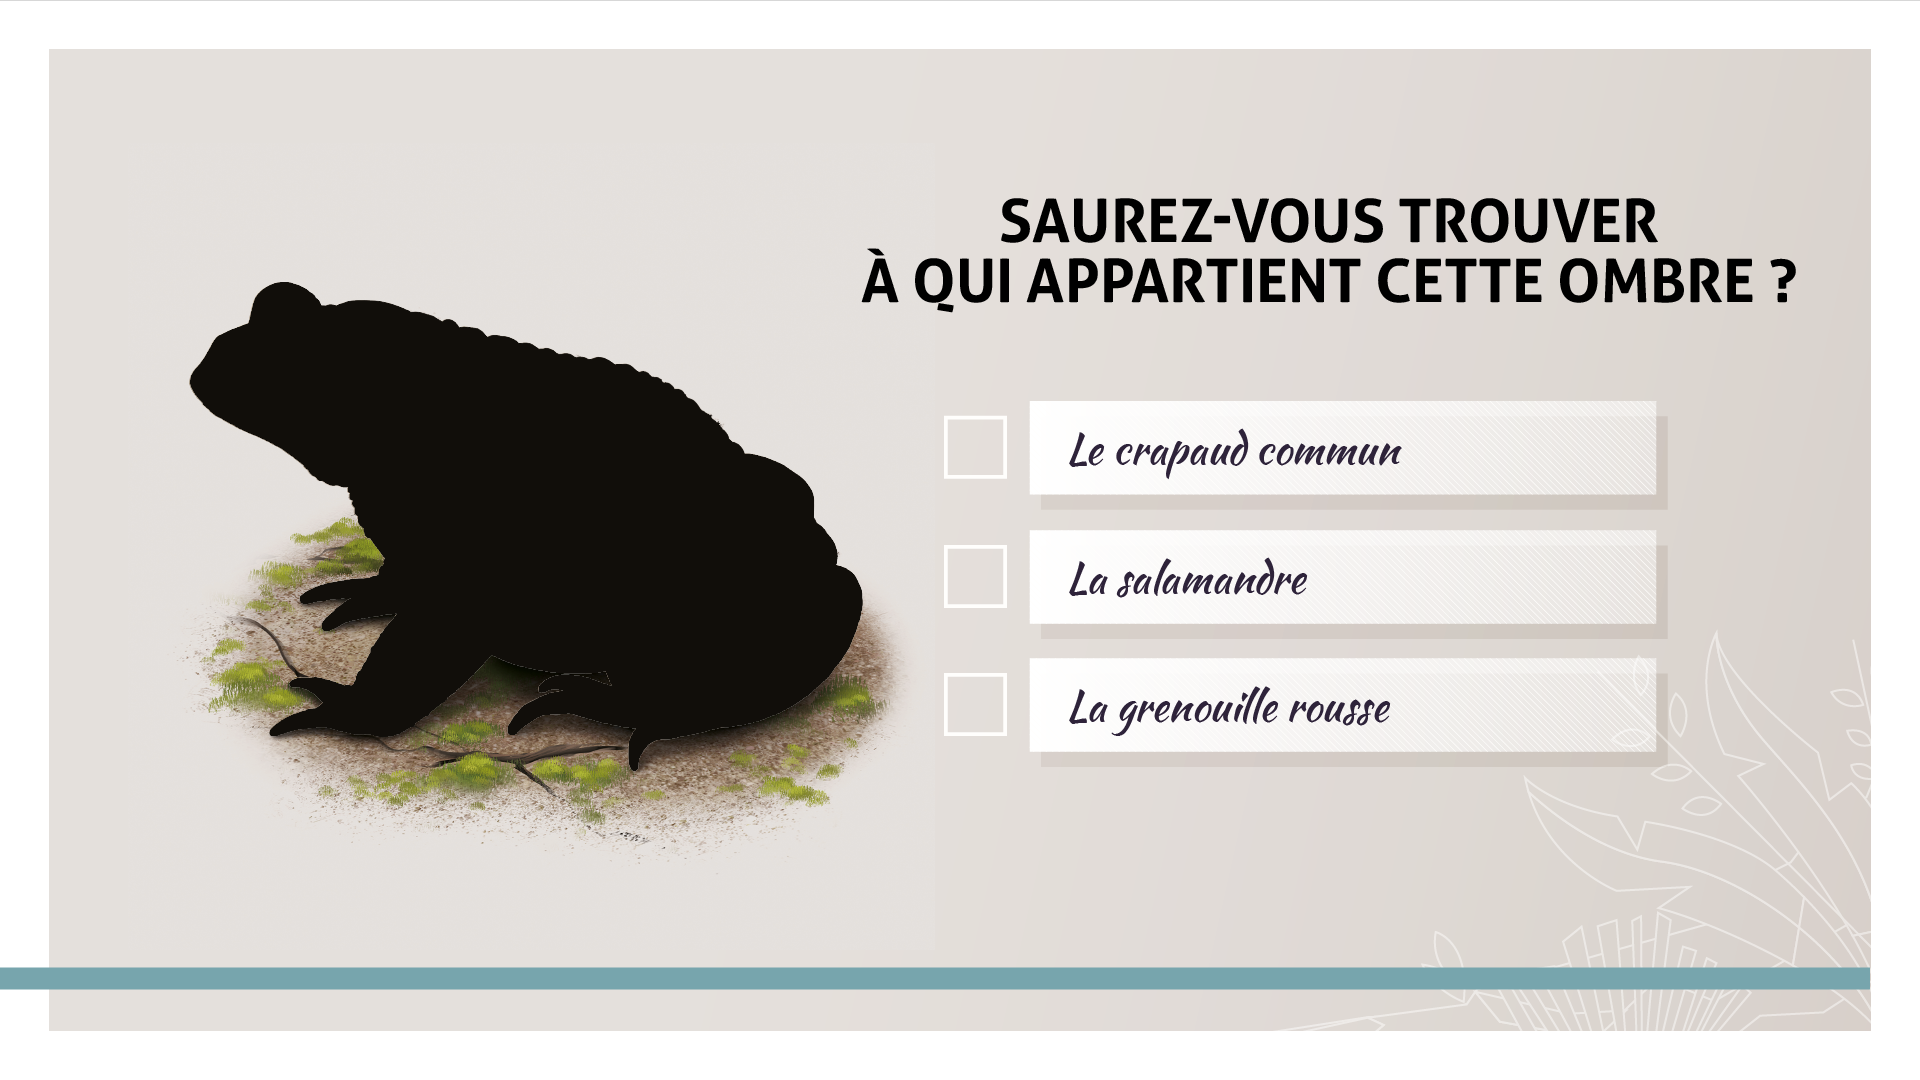 SAUREZ-VOUS TROUVER
À QUI APPARTIENT CETTE OMBRE ?
Le crapaud commun
La salamandre
La grenouille rousse